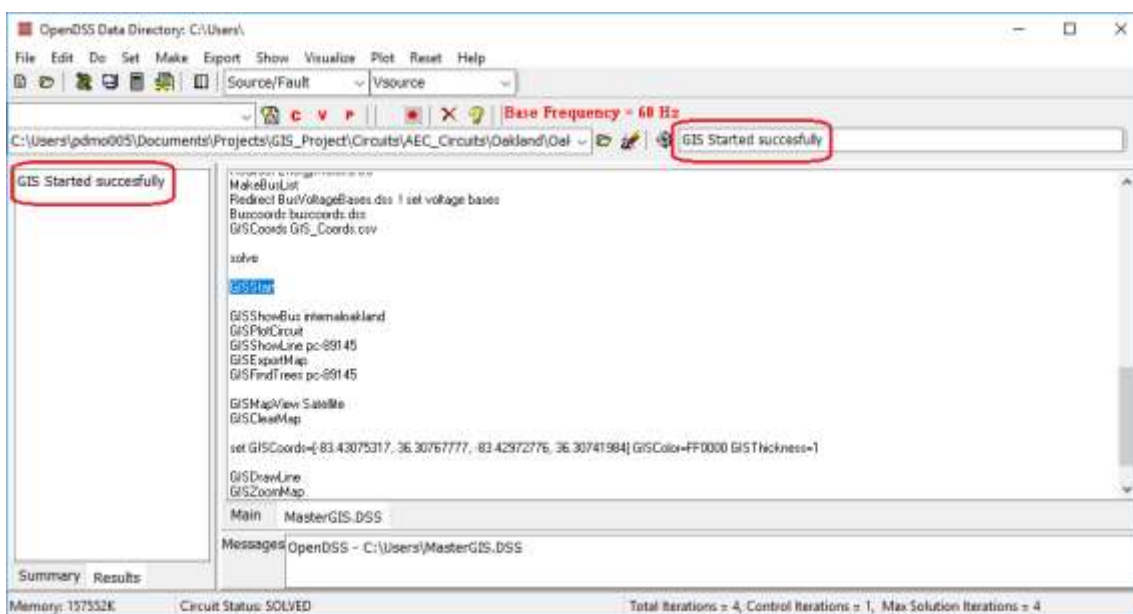 OpenDSS Data Directory: C:\Users\
File Edit Do Set Make Export Show Visualize Plot Reset Help
Source/Fault Vsource
C V P Base Frequency = 60 Hz
C:\Users\pdmo005\Documents\Projects\GIS_Project\Circuits\AEC_Circuits\Oakland\Oal GIS Started succesfuly
GIS Started succesfully
MakeBusList
Redirect BusVoltageBases.dss ! set voltage bases
Buscoords buscoords.dss
GISCoords GIS_Coords.csv
solve
GISStart
GISShowBus internaloakland
GISPlotCircuit
GISShowLine pc-89145
GISExportMap
GISFindTrees pc-89145
GISMapView Satellite
GISClearMap
set GISCoords=[-83.43075317, 36.30767777, -83.42972776, 36.30741984] GISColor=FF0000 GISThickness=1
GISDrawLine
GISZoomMap
Main MasterGIS.DSS
Messages OpenDSS - C:\Users\MasterGIS.DSS
Summary Results
Memory: 157552K Circuit Status: SOLVED Total Iterations = 4, Control Iterations = 1, Max Solution Iterations = 4